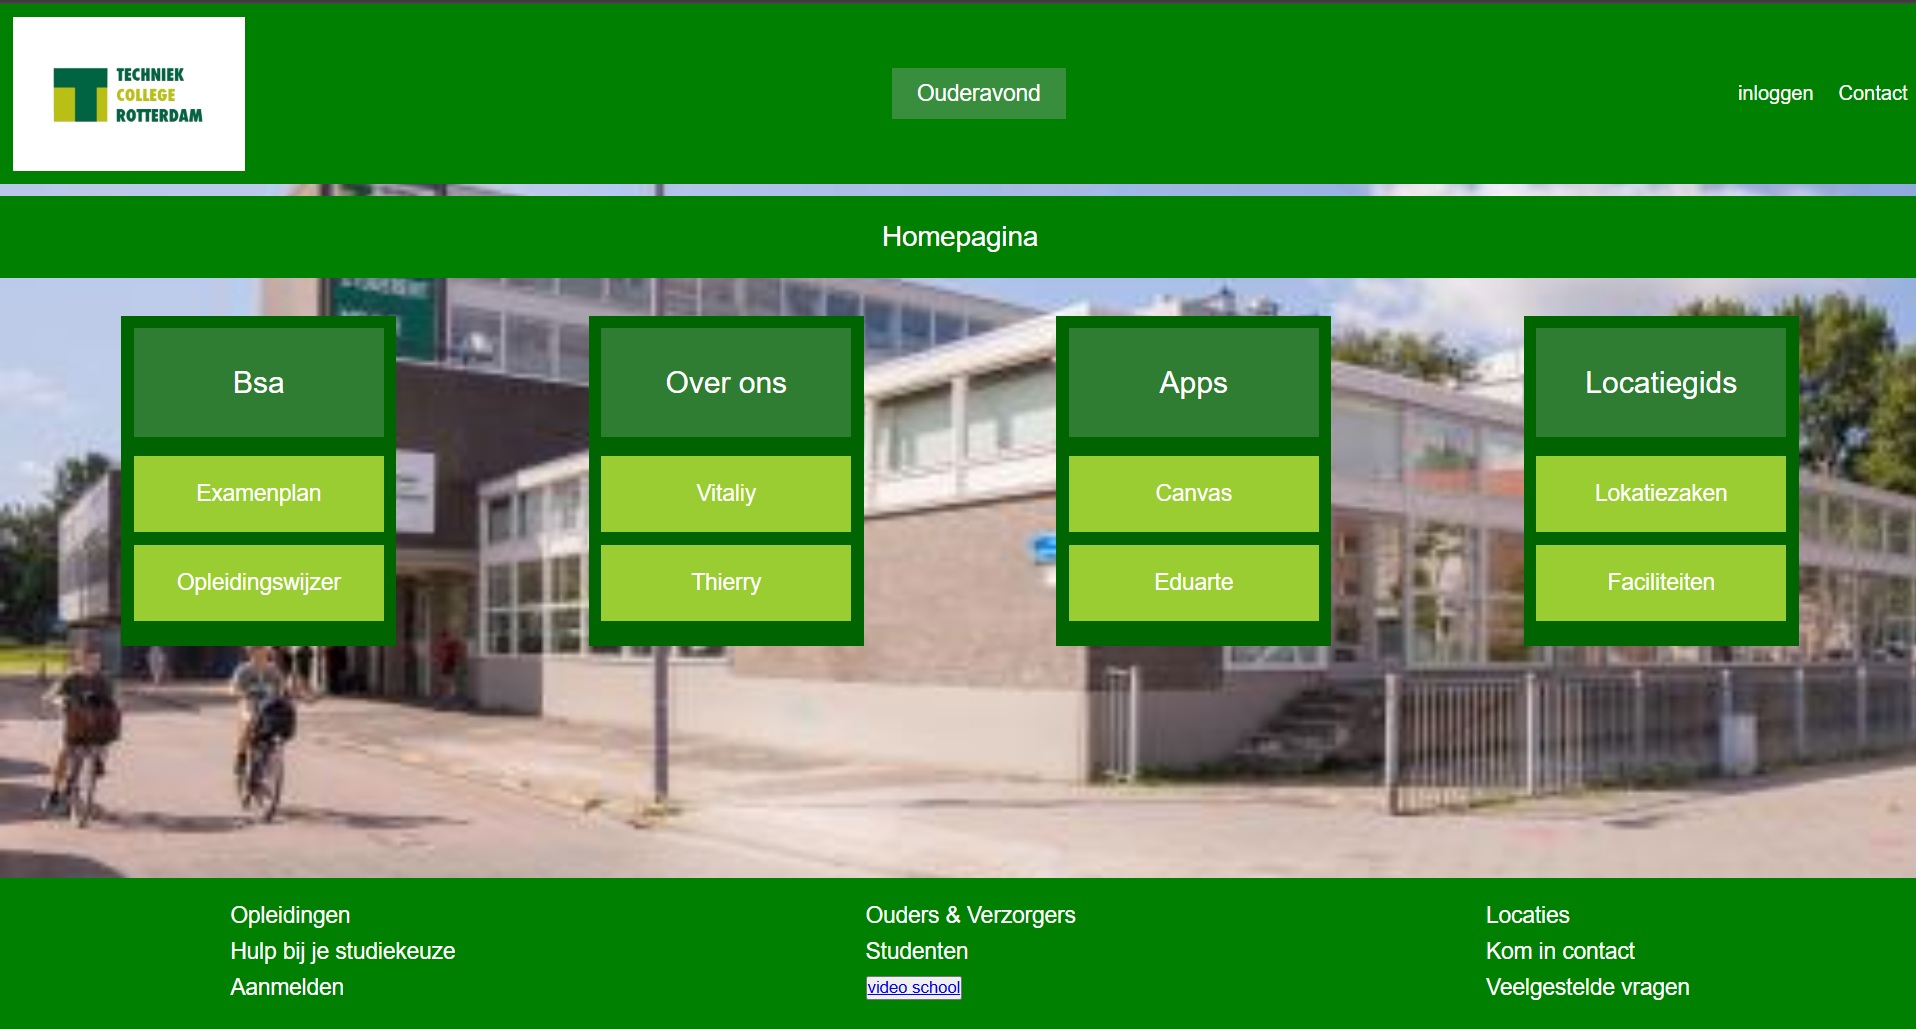 TECHNIEK
COLLEGE
ROTTERDAM
Ouderavond
inloggen
Contact
Homepagina
Bsa
Examenplan
Opleidingswijzer
Over ons
Vitaliy
Thierry
Apps
Canvas
Eduarte
Locatiegids
Lokatiezaken
Faciliteiten
Opleidingen
Hulp bij je studiekeuze
Aanmelden
Ouders & Verzorgers
Studenten
video school
Locaties
Kom in contact
Veelgestelde vragen